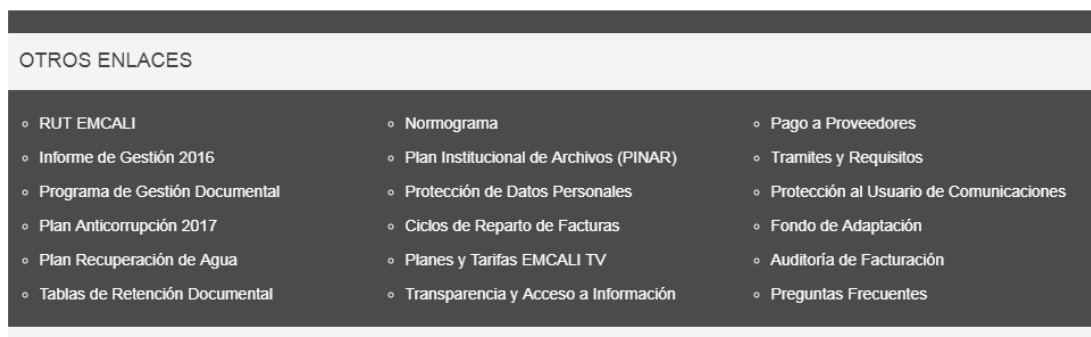 OTROS ENLACES
RUT EMCALI
Informe de Gestión 2016
Programa de Gestión Documental
Plan Anticorrupción 2017
Plan Recuperación de Agua
Tablas de Retención Documental
Normograma
Plan Institucional de Archivos (PINAR)
Protección de Datos Personales
Ciclos de Reparto de Facturas
Planes y Tarifas EMCALI TV
Transparencia y Acceso a Información
Pago a Proveedores
Tramites y Requisitos
Protección al Usuario de Comunicaciones
Fondo de Adaptación
Auditoría de Facturación
Preguntas Frecuentes